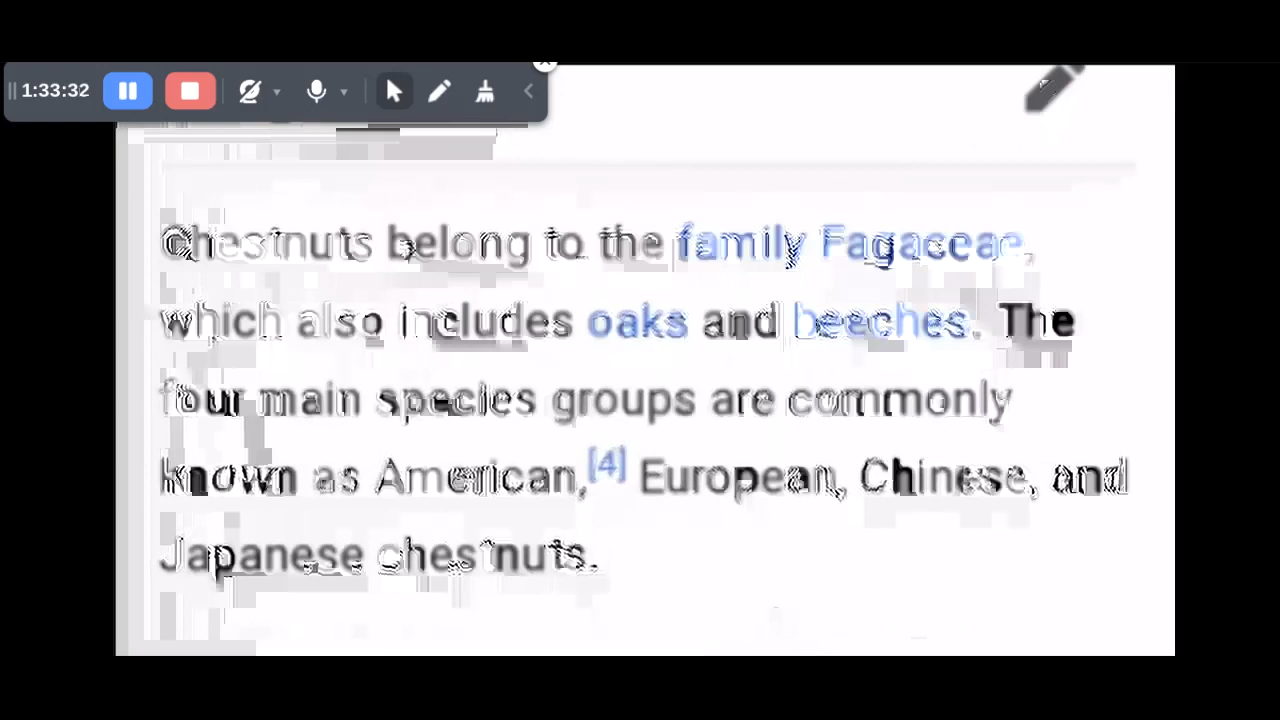 1:33:32
Chestnuts belong to the family Fagaceae,
which also includes oaks and beeches. The
four main species groups are commonly
known as American,[4] European, Chinese, and
Japanese chestnuts.